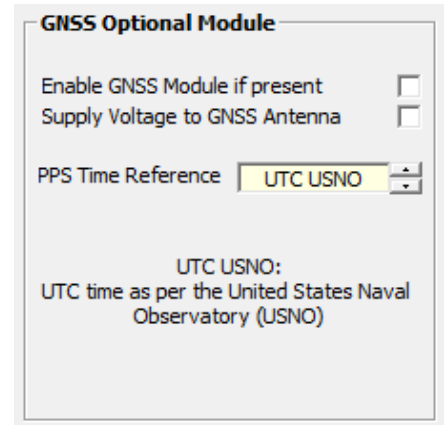 GNSS Optional Module
Enable GNSS Module if present
Supply Voltage to GNSS Antenna
PPS Time Reference UTC USNO
UTC USNO:
UTC time as per the United States Naval
Observatory (USNO)